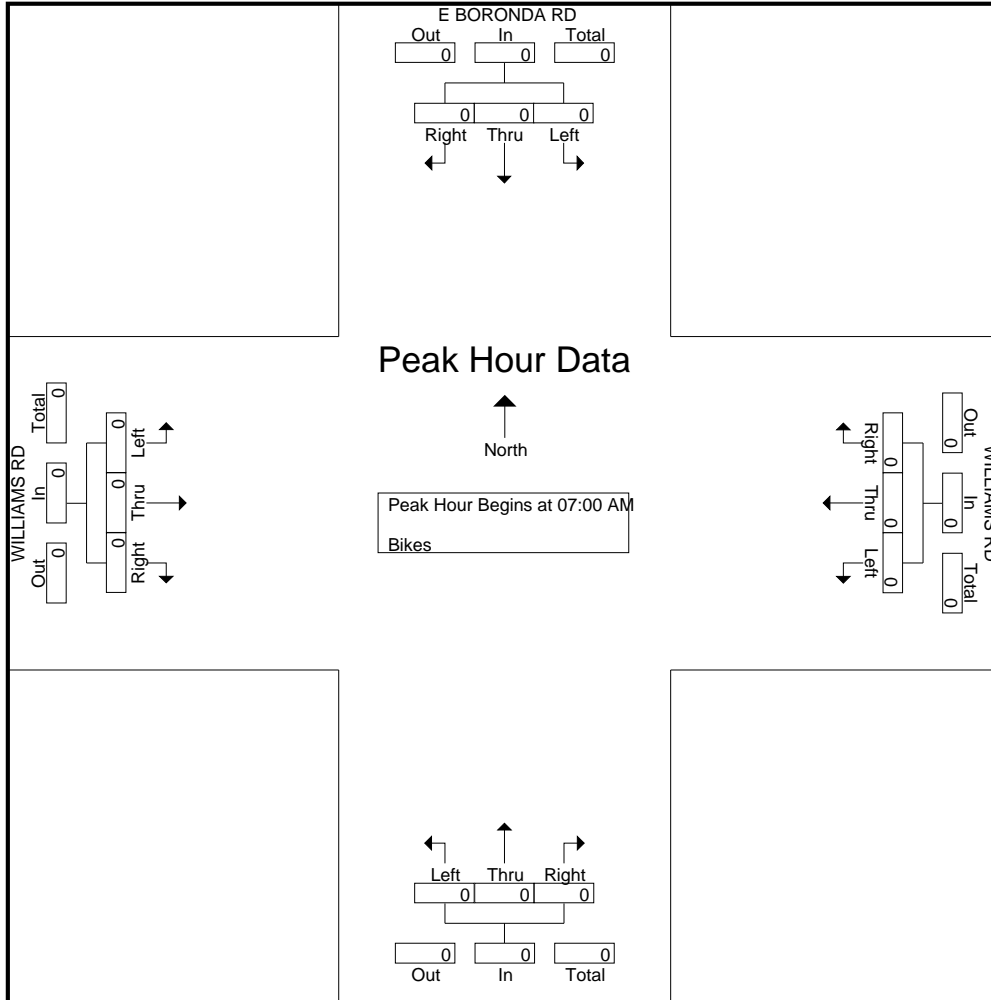 E BORONDA RD
Out In Total
0 0 0
0 0 0
Right Thru Left
Peak Hour Data
North
Peak Hour Begins at 07:00 AM
Bikes
WILLIAMS RD
Total In Out
0 0 0
0 0 0
Left Thru Right
WILLIAMS RD
Out In Total
0 0 0
0 0 0
Right Thru Left
Left Thru Right
0 0 0
0 0 0
Out In Total